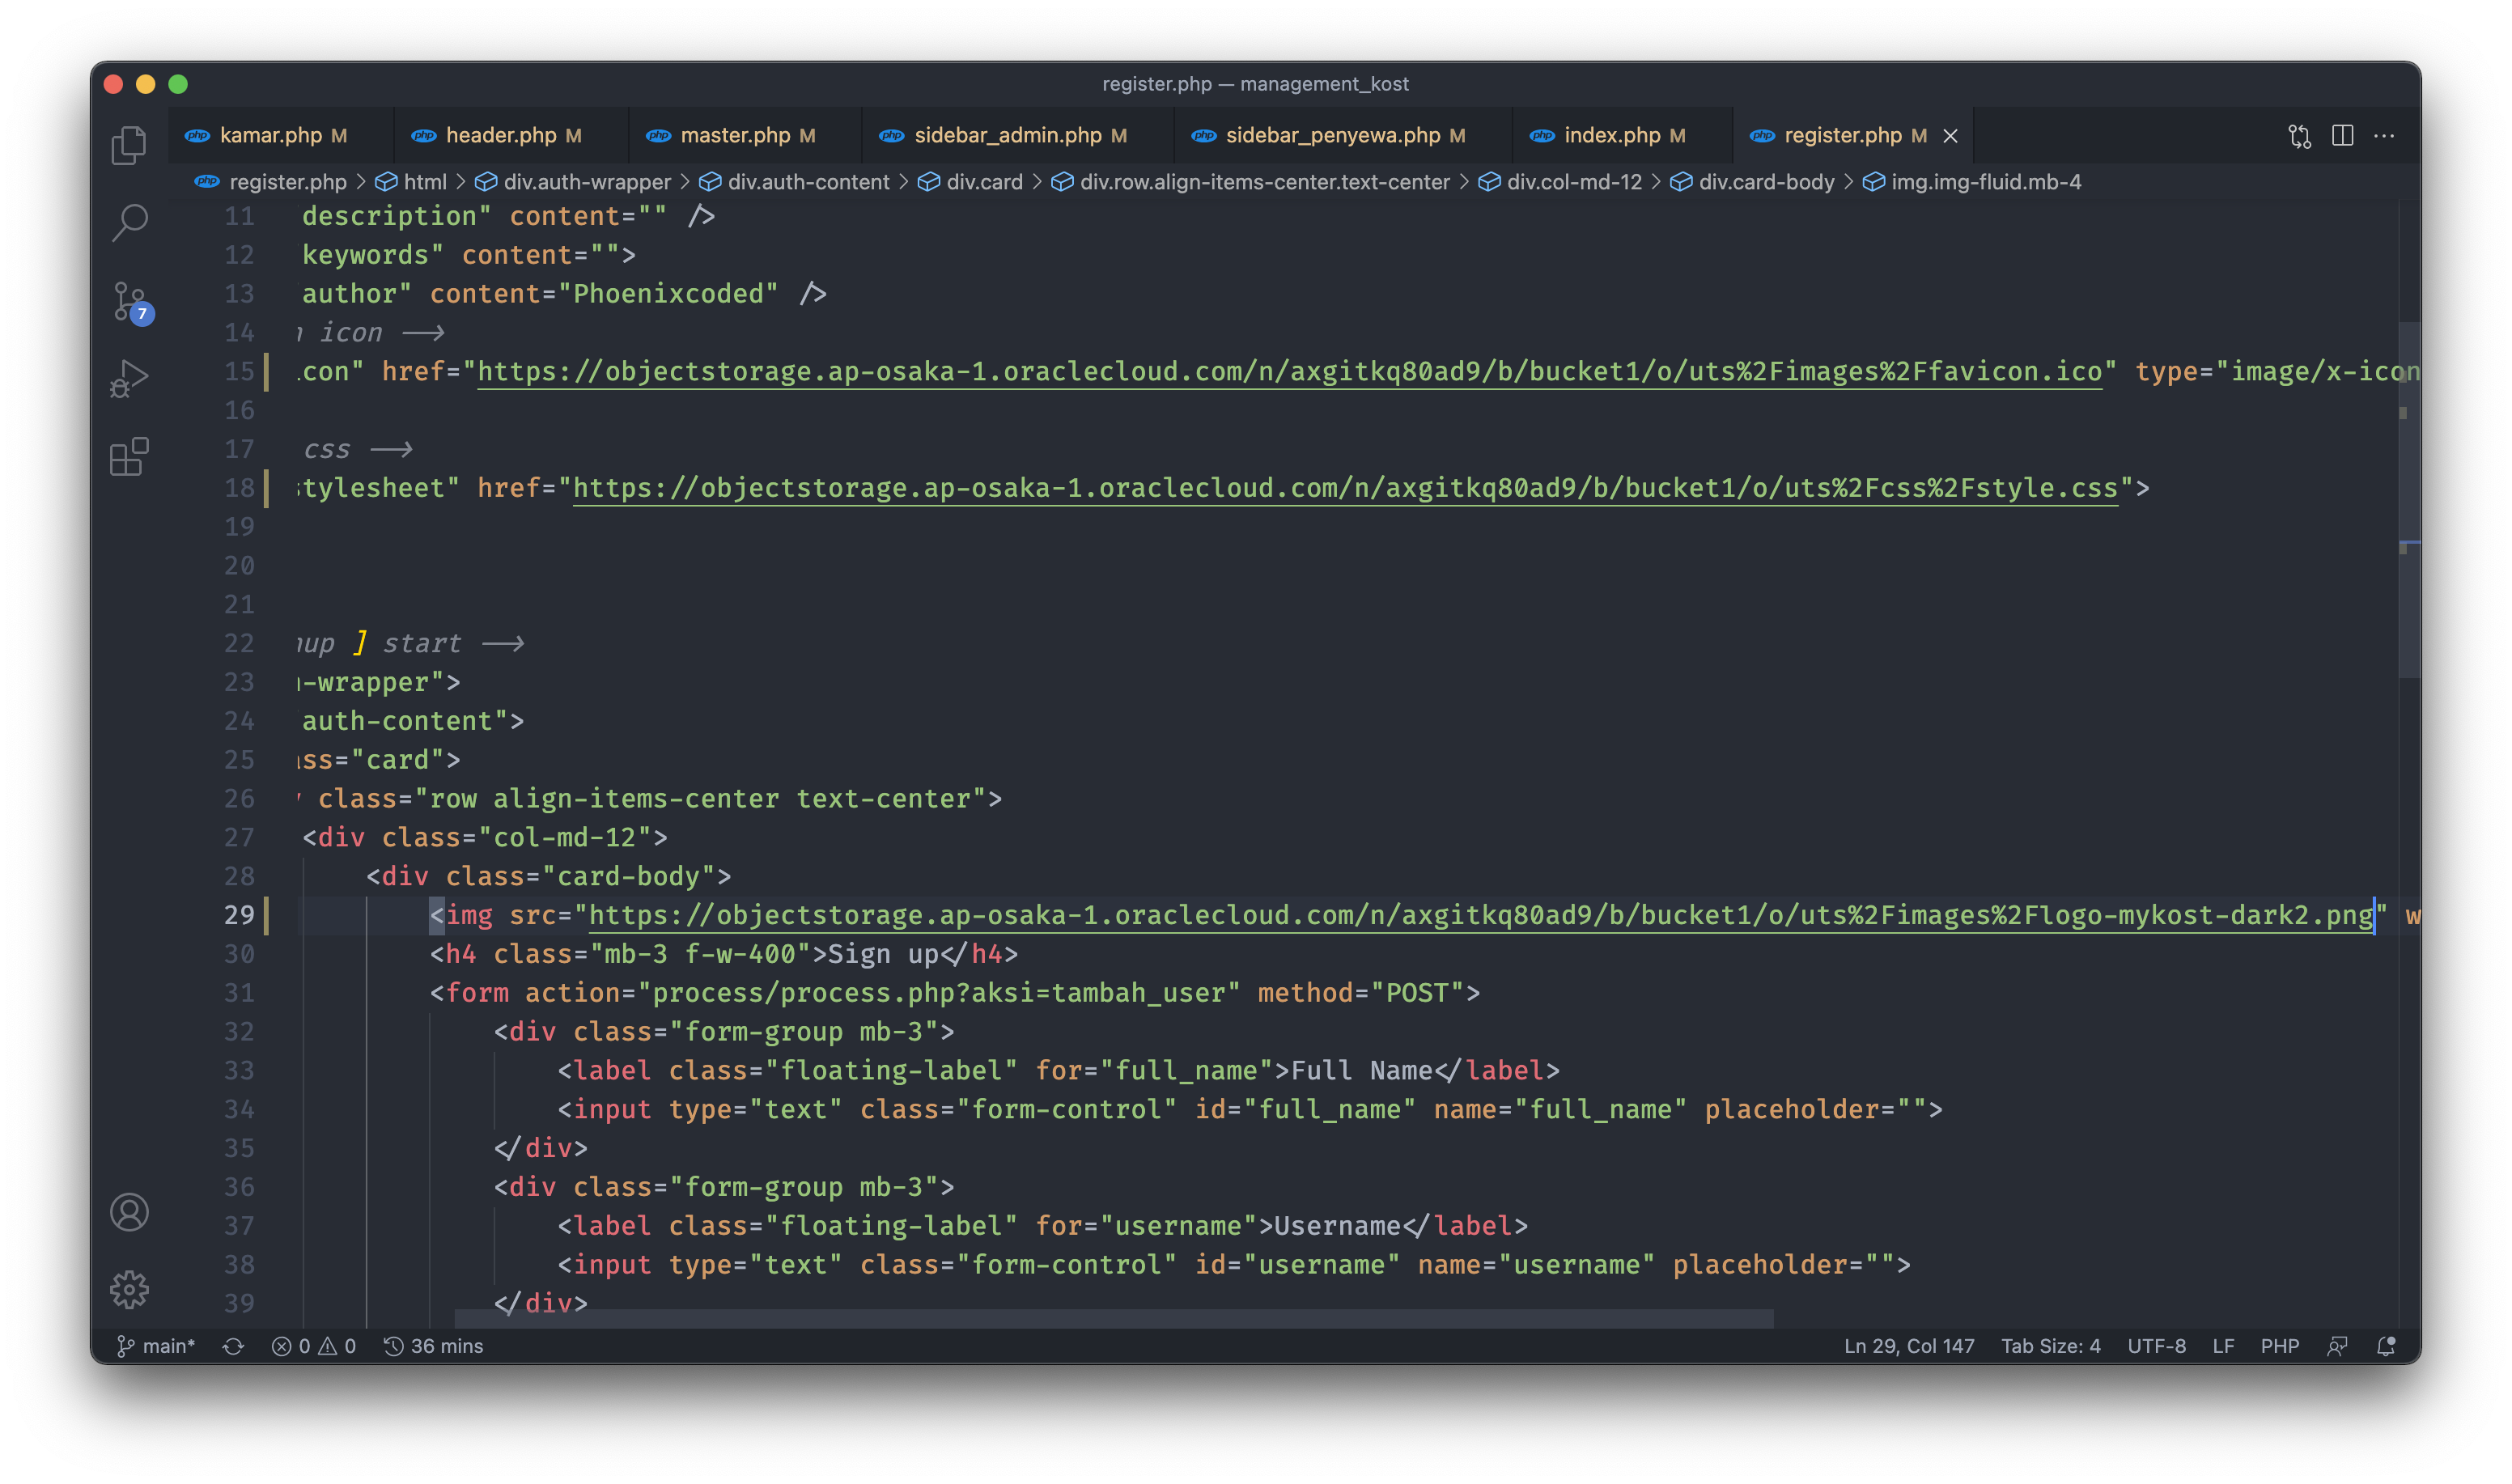 register.php — management_kost
kamar.php M header.php M master.php M sidebar_admin.php M sidebar_penyewa.php M index.php M register.php M
register.php > html > div.auth-wrapper > div.auth-content > div.card > div.row.align-items-center.text-center > div.col-md-12 > div.card-body > img.img-fluid.mb-4
11 description" content="" />
12 keywords" content="">
13 author" content="Phoenixcoded" />
14 n icon -->
15 .con" href="https://objectstorage.ap-osaka-1.oraclecloud.com/n/axgitkq80ad9/b/bucket1/o/uts%2Fimages%2Ffavicon.ico" type="image/x-icon
16
17 css -->
18 stylesheet" href="https://objectstorage.ap-osaka-1.oraclecloud.com/n/axgitkq80ad9/b/bucket1/o/uts%2Fcss%2Fstyle.css">
19
20
21
22 nup ] start -->
23 -wrapper">
24 auth-content">
25 ass="card">
26 class="row align-items-center text-center">
27 <div class="col-md-12">
28 <div class="card-body">
29 <img src="https://objectstorage.ap-osaka-1.oraclecloud.com/n/axgitkq80ad9/b/bucket1/o/uts%2Fimages%2Flogo-mykost-dark2.png" w
30 <h4 class="mb-3 f-w-400">Sign up</h4>
31 <form action="process/process.php?aksi=tambah_user" method="POST">
32 <div class="form-group mb-3">
33 <label class="floating-label" for="full_name">Full Name</label>
34 <input type="text" class="form-control" id="full_name" name="full_name" placeholder="">
35 </div>
36 <div class="form-group mb-3">
37 <label class="floating-label" for="username">Username</label>
38 <input type="text" class="form-control" id="username" name="username" placeholder="">
39 </div>
7
main* 0 0 36 mins Ln 29, Col 147 Tab Size: 4 UTF-8 LF PHP